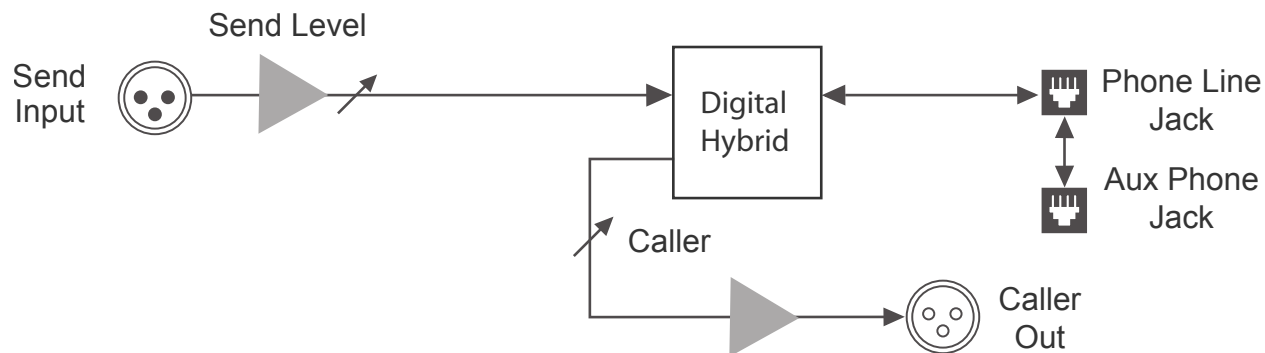 Send Level
Send
Input
Digital
Hybrid
Phone Line
Jack
Aux Phone
Jack
Caller
Caller
Out